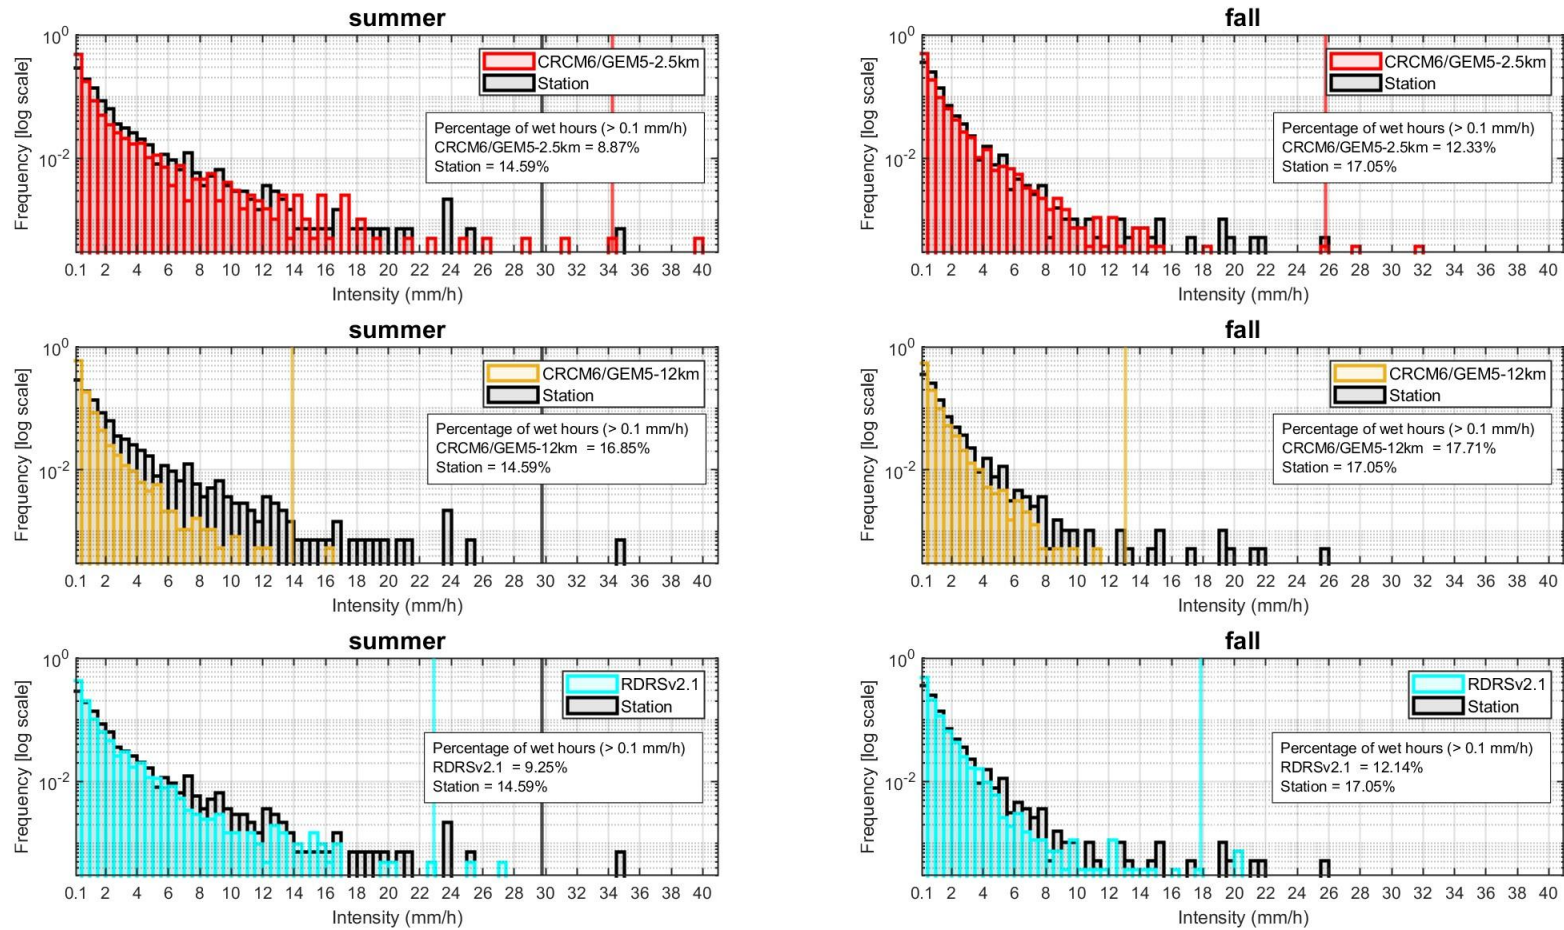 summer
Frequency [log scale]
10^0
10^-2
CRCM6/GEM5-2.5km
Station
Percentage of wet hours (> 0.1 mm/h)
CRCM6/GEM5-2.5km = 8.87%
Station = 14.59%
0.1 2 4 6 8 10 12 14 16 18 20 22 24 26 28 30 32 34 36 38 40
Intensity (mm/h)
fall
Frequency [log scale]
10^0
10^-2
CRCM6/GEM5-2.5km
Station
Percentage of wet hours (> 0.1 mm/h)
CRCM6/GEM5-2.5km = 12.33%
Station = 17.05%
0.1 2 4 6 8 10 12 14 16 18 20 22 24 26 28 30 32 34 36 38 40
Intensity (mm/h)
summer
Frequency [log scale]
10^0
10^-2
CRCM6/GEM5-12km
Station
Percentage of wet hours (> 0.1 mm/h)
CRCM6/GEM5-12km = 16.85%
Station = 14.59%
0.1 2 4 6 8 10 12 14 16 18 20 22 24 26 28 30 32 34 36 38 40
Intensity (mm/h)
fall
Frequency [log scale]
10^0
10^-2
CRCM6/GEM5-12km
Station
Percentage of wet hours (> 0.1 mm/h)
CRCM6/GEM5-12km = 17.71%
Station = 17.05%
0.1 2 4 6 8 10 12 14 16 18 20 22 24 26 28 30 32 34 36 38 40
Intensity (mm/h)
summer
Frequency [log scale]
10^0
10^-2
RDRSv2.1
Station
Percentage of wet hours (> 0.1 mm/h)
RDRSv2.1 = 9.25%
Station = 14.59%
0.1 2 4 6 8 10 12 14 16 18 20 22 24 26 28 30 32 34 36 38 40
Intensity (mm/h)
fall
Frequency [log scale]
10^0
10^-2
RDRSv2.1
Station
Percentage of wet hours (> 0.1 mm/h)
RDRSv2.1 = 12.14%
Station = 17.05%
0.1 2 4 6 8 10 12 14 16 18 20 22 24 26 28 30 32 34 36 38 40
Intensity (mm/h)